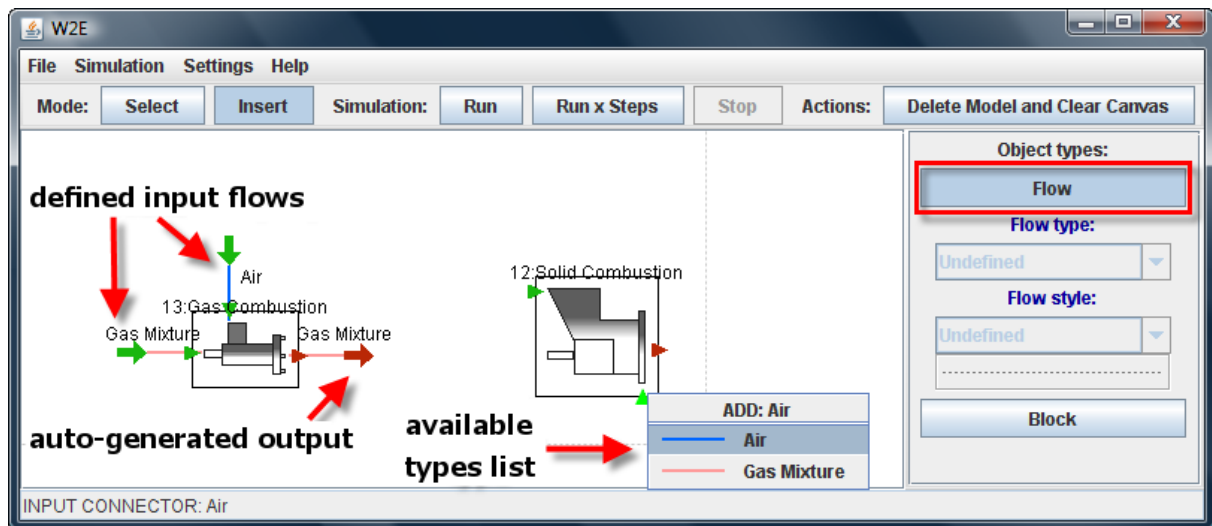 W2E
File Simulation Settings Help
Mode: Select Insert Simulation: Run Run x Steps Stop Actions: Delete Model and Clear Canvas
Object types:
Flow
Flow type:
Undefined
Flow style:
Undefined
Block
defined input flows
Air
13:Gas Combustion
Gas Mixture Gas Mixture
auto-generated output
12:Solid Combustion
available
types list
ADD: Air
Air
Gas Mixture
INPUT CONNECTOR: Air